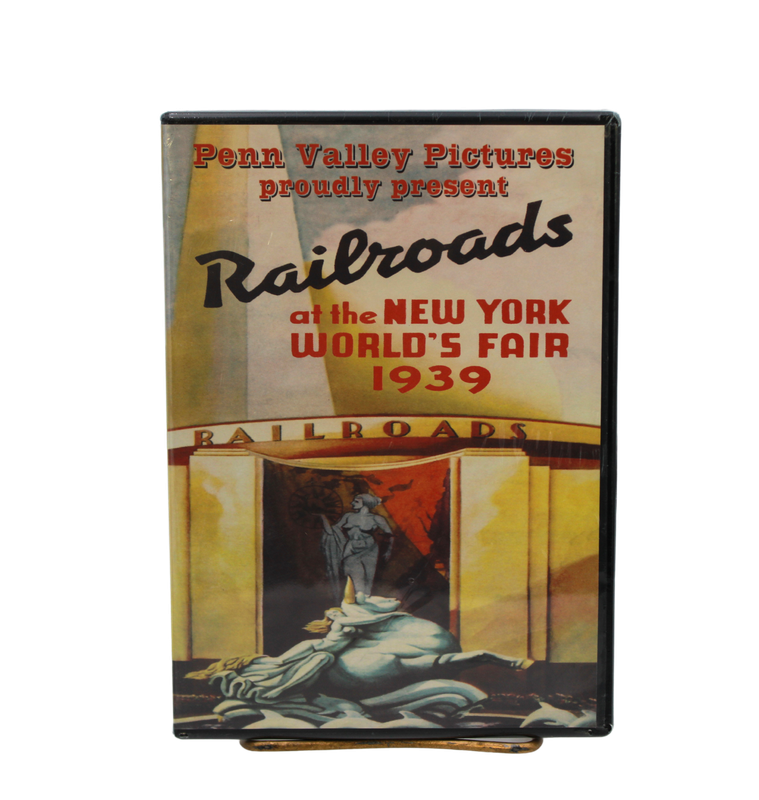 Penn Valley Pictures
proudly present
Railroads
at the NEW YORK
WORLD'S FAIR
1939
RAILROADS